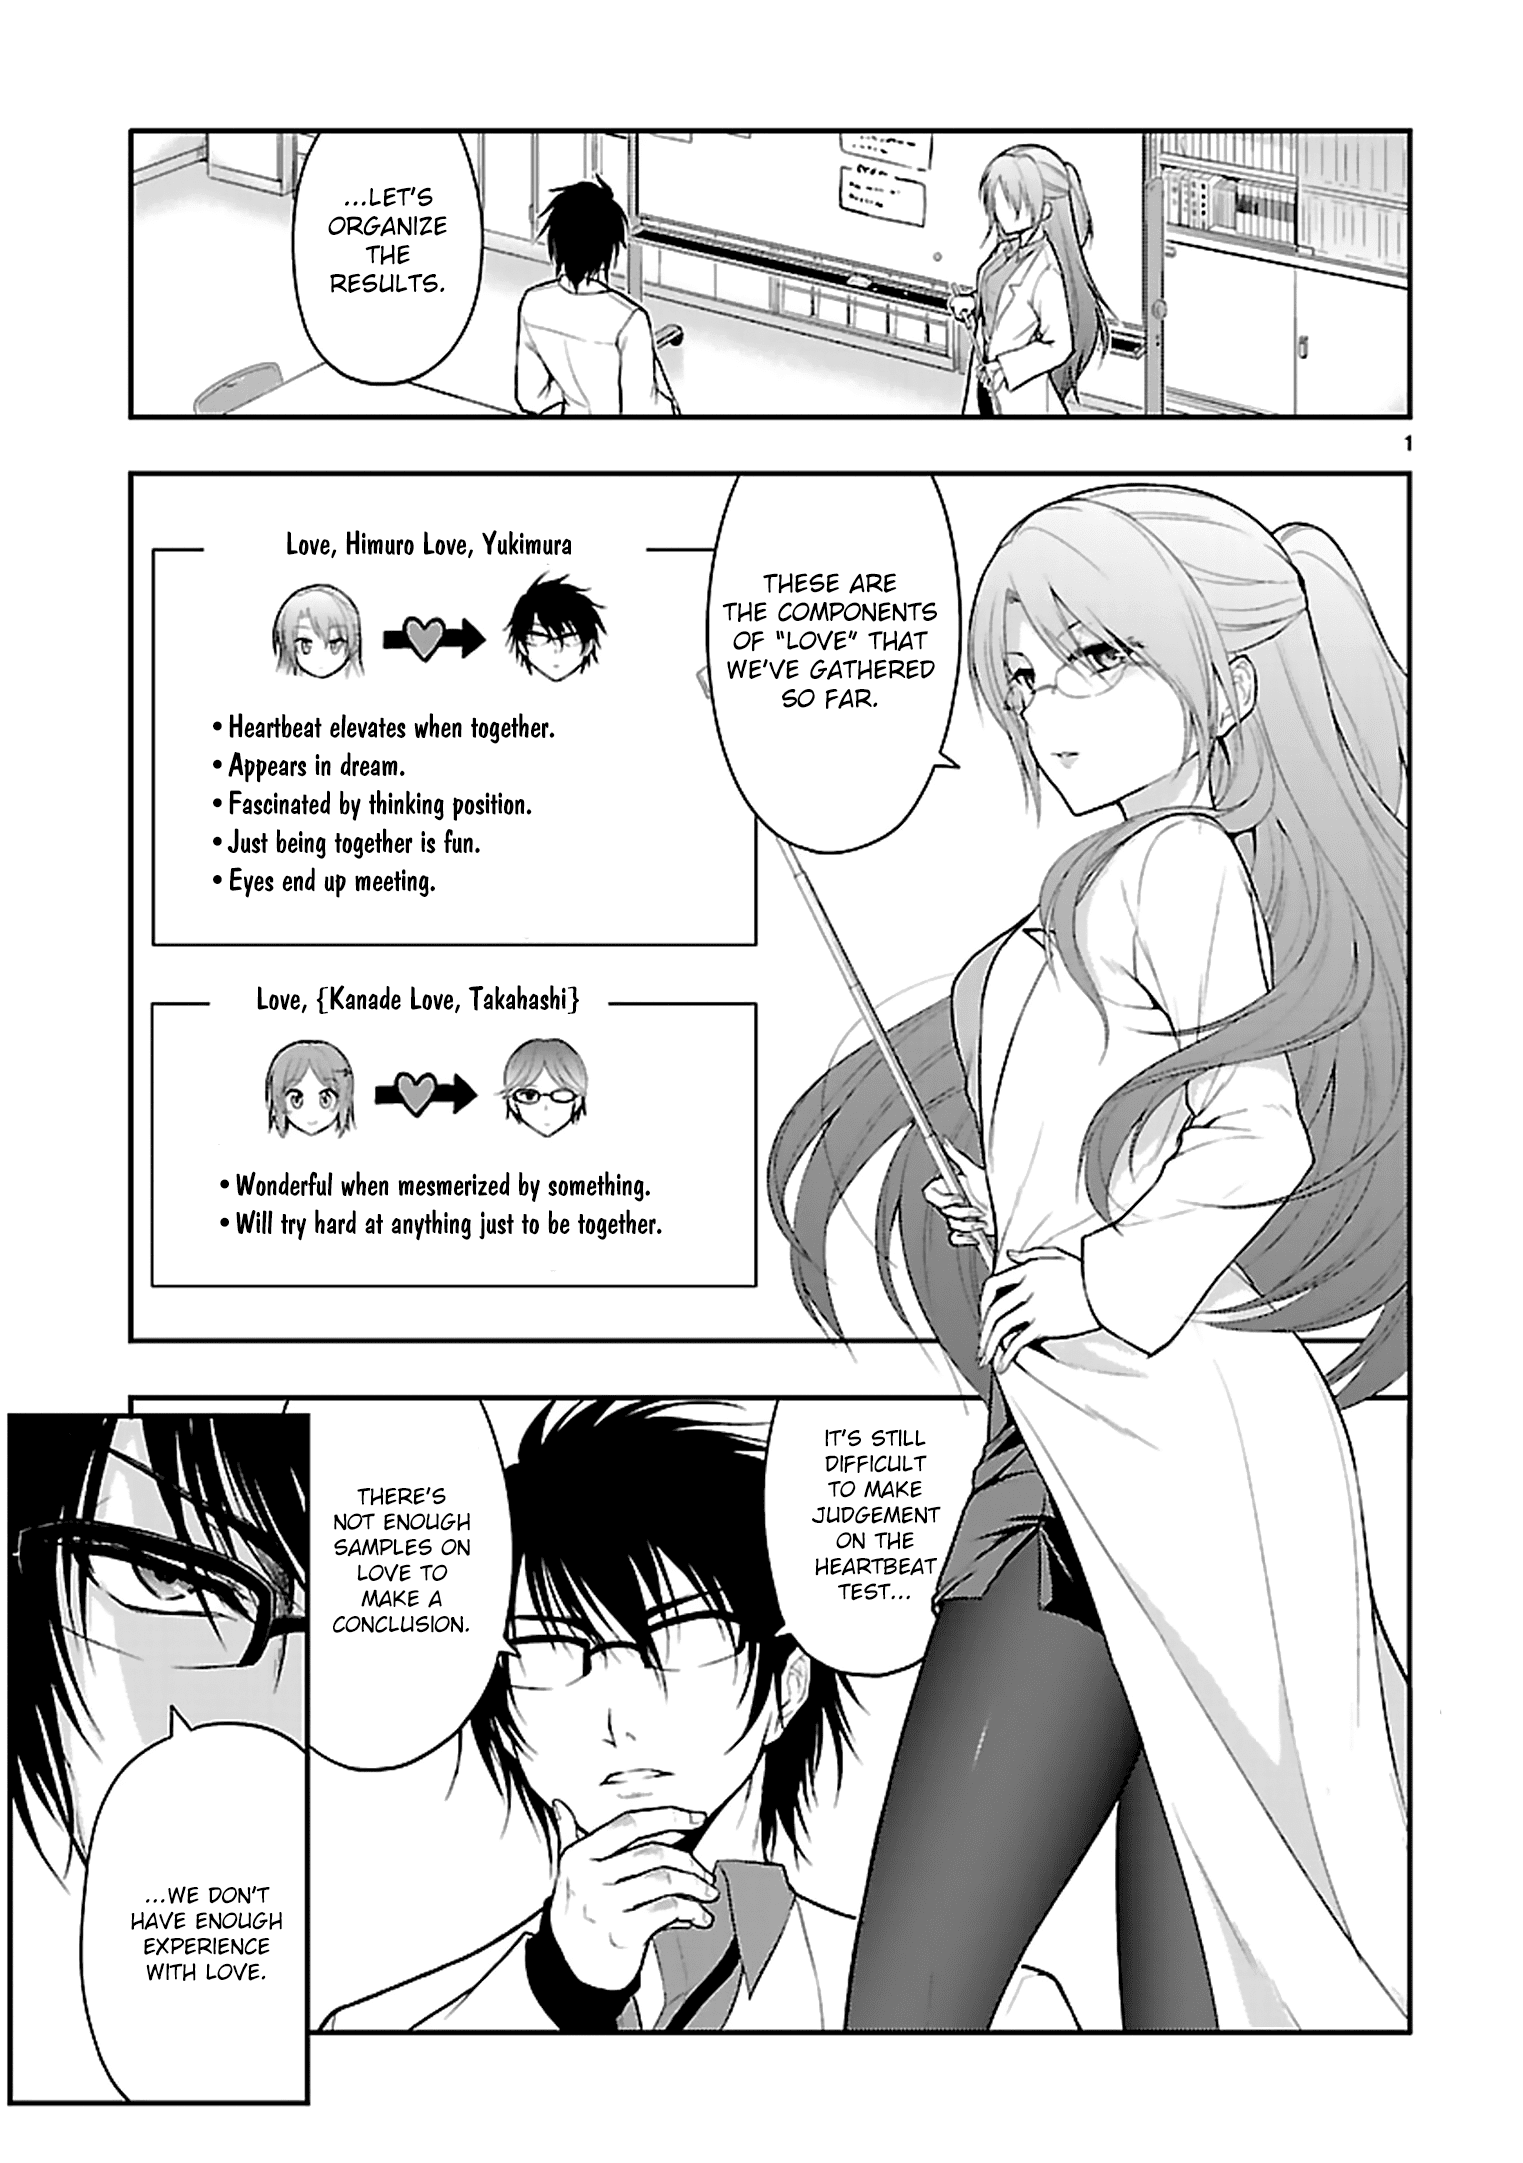 ...LET'S
ORGANIZE
THE
RESULTS.
1
THESE ARE
THE COMPONENTS
OF "LOVE" THAT
WE'VE GATHERED
SO FAR.
Love, Himuro Love, Yukimura
• Heartbeat elevates when together.
• Appears in dream.
• Fascinated by thinking position.
• Just being together is fun.
• Eyes end up meeting.
Love, {Kanade Love, Takahashi}
• Wonderful when mesmerized by something.
• Will try hard at anything just to be together.
IT'S STILL
DIFFICULT
TO MAKE
JUDGEMENT
ON THE
HEARTBEAT
TEST...
THERE'S
NOT ENOUGH
SAMPLES ON
LOVE TO
MAKE A
CONCLUSION.
...WE DON'T
HAVE ENOUGH
EXPERIENCE
WITH LOVE.